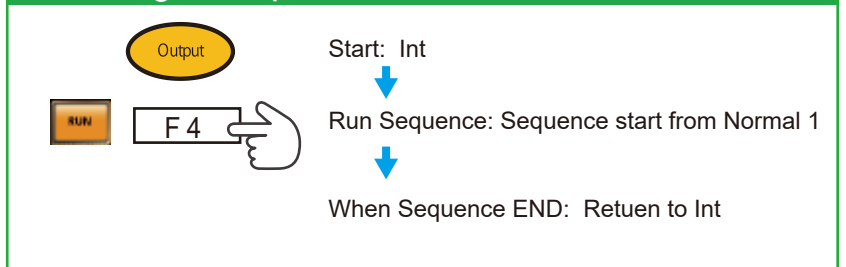 Output
Start: Int
RUN
F 4
Run Sequence: Sequence start from Normal 1
When Sequence END: Retuen to Int